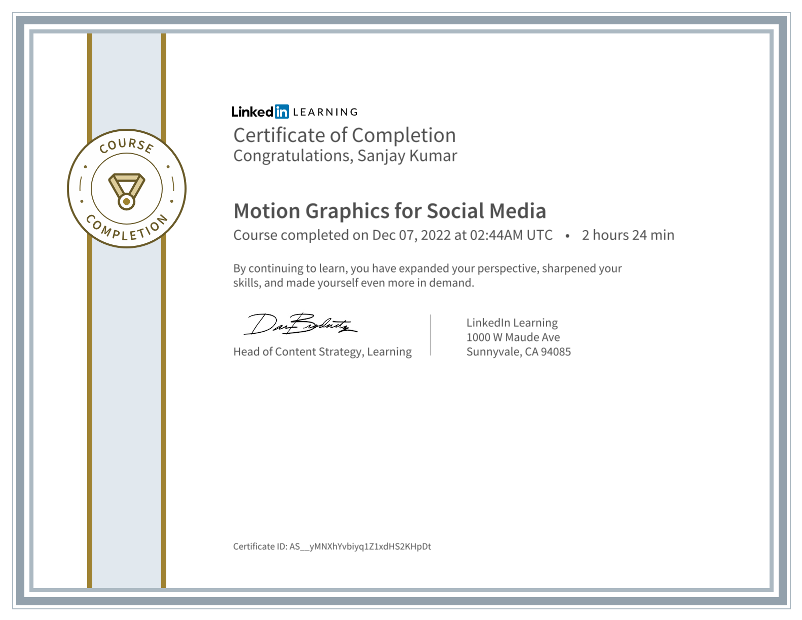 COURSE
COMPLETION
Linked in LEARNING
Certificate of Completion
Congratulations, Sanjay Kumar
Motion Graphics for Social Media
Course completed on Dec 07, 2022 at 02:44AM UTC • 2 hours 24 min
By continuing to learn, you have expanded your perspective, sharpened your
skills, and made yourself even more in demand.
Head of Content Strategy, Learning
LinkedIn Learning
1000 W Maude Ave
Sunnyvale, CA 94085
Certificate ID: AS__yMNXhYvbiyq1Z1xdHS2KHpDt